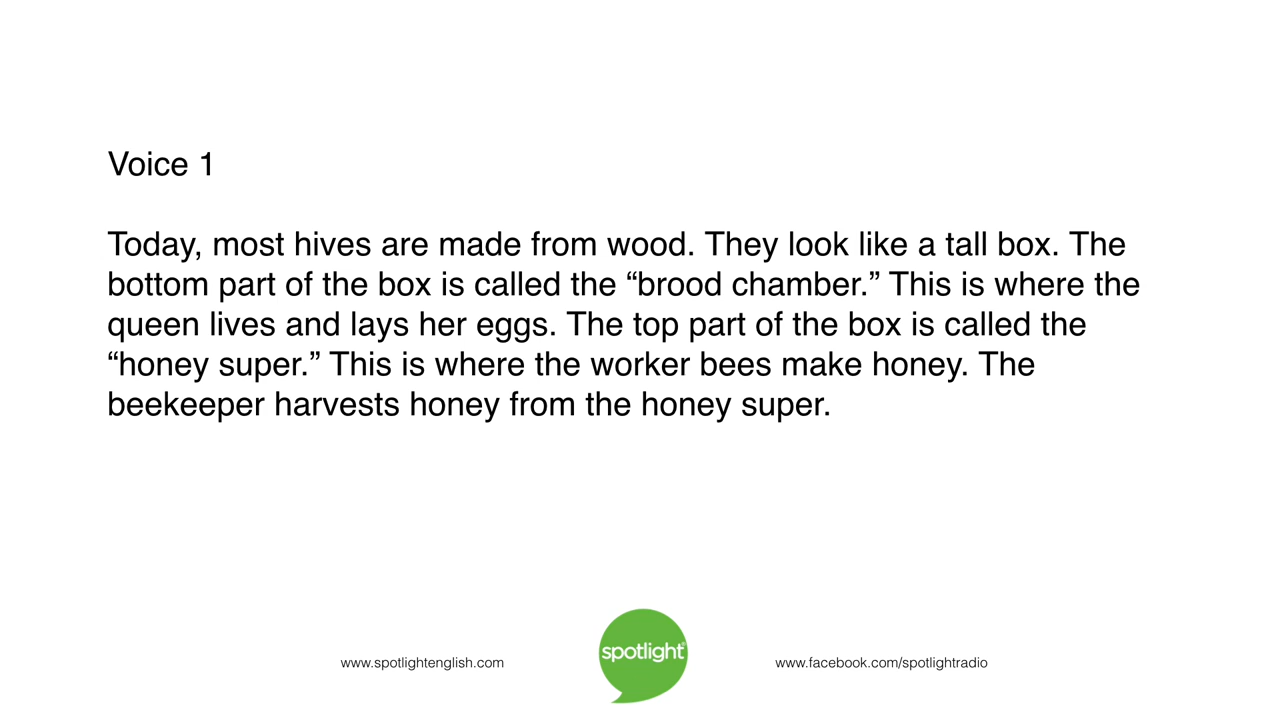 Voice 1
Today, most hives are made from wood. They look like a tall box. The
bottom part of the box is called the “brood chamber.” This is where the
queen lives and lays her eggs. The top part of the box is called the
“honey super.” This is where the worker bees make honey. The
beekeeper harvests honey from the honey super.
www.spotlightenglish.com
spotlight®
www.facebook.com/spotlightradio